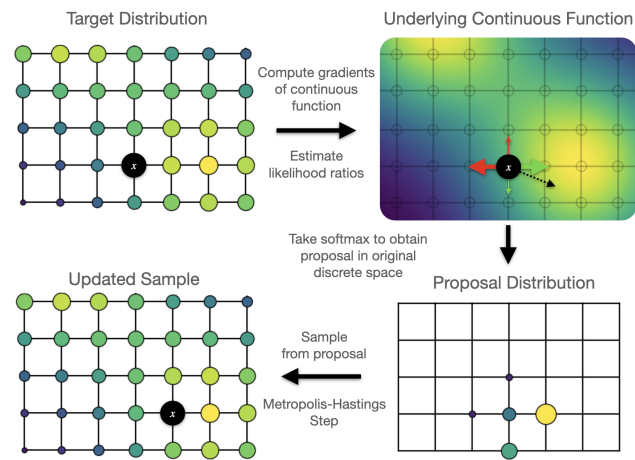 Target Distribution
Underlying Continuous Function
Compute gradients
of continuous
function
Estimate
likelihood ratios
x
x
Take softmax to obtain
proposal in original
discrete space
Updated Sample
Proposal Distribution
Sample
from proposal
Metropolis-Hastings
Step
x